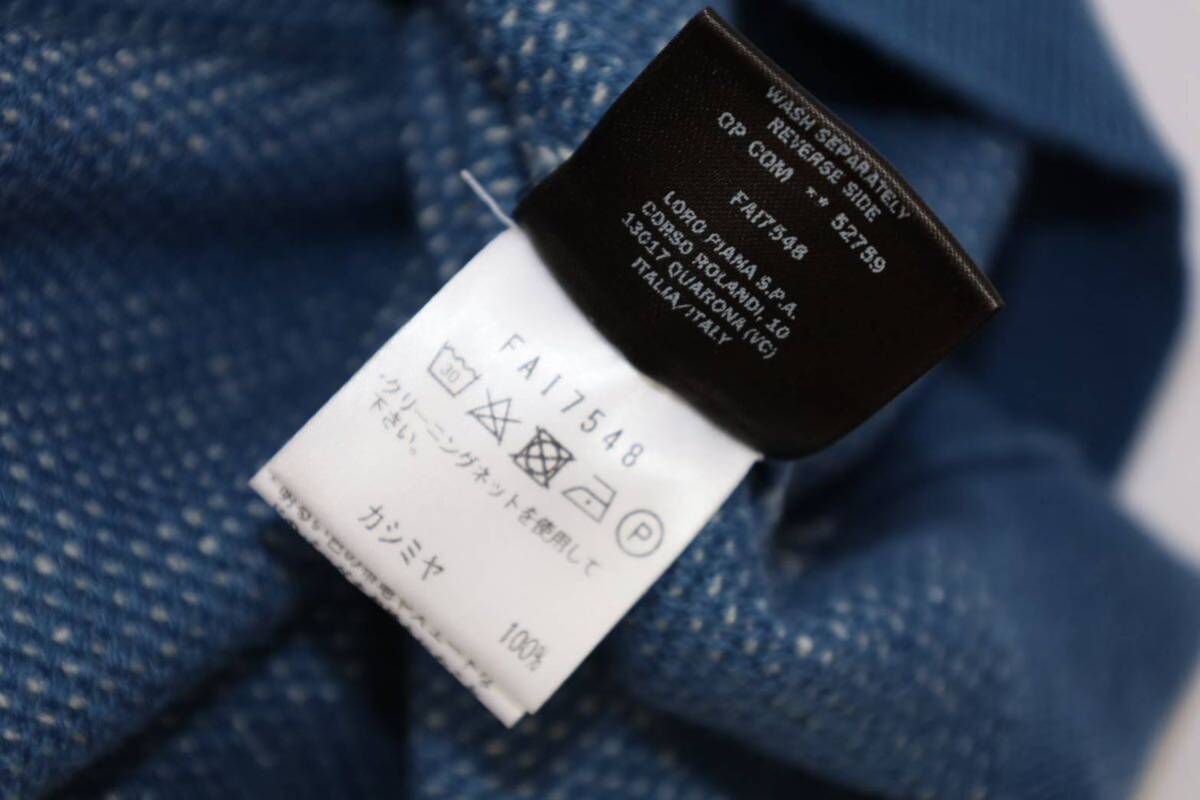 WASH SEPARATELY
REVERSE SIDE
OP COM ** 52759
FAI7548
LORO PIANA S.P.A.
CORSO ROLANDI, 10
13017 QUARONA (VC)
ITALIA/ITALY
FAI7548
30
P
・クリーニングネットを使用して
下さい。
カシミヤ
100%